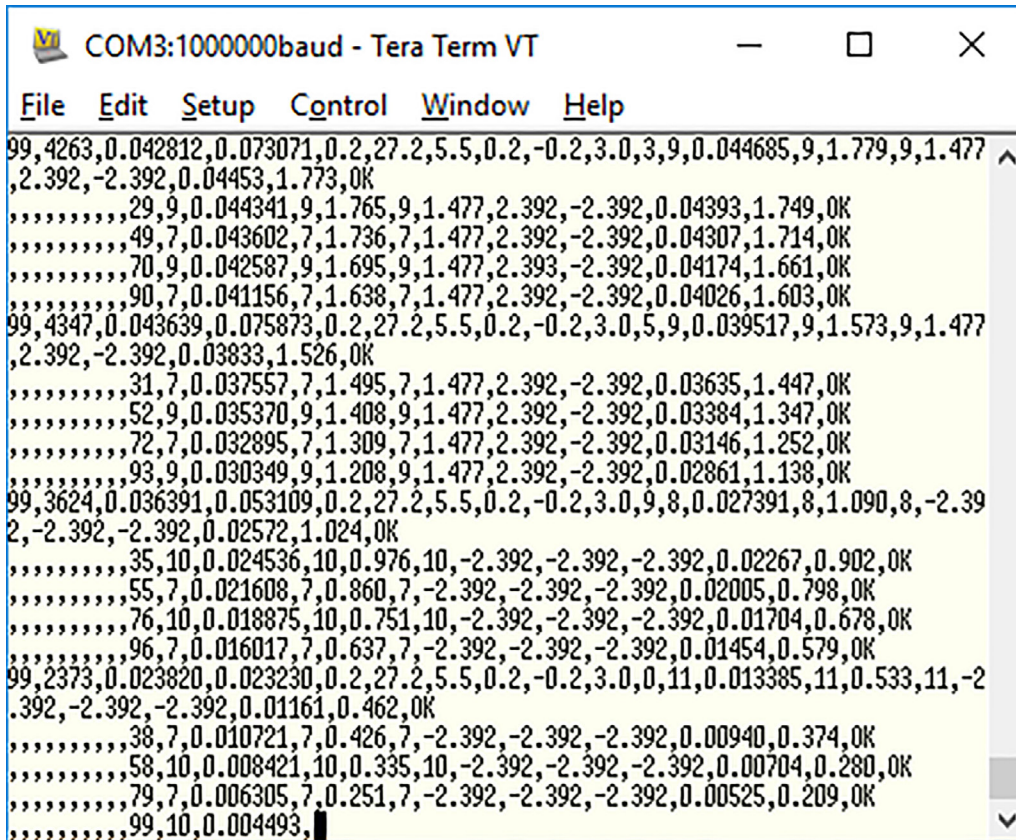 COM3:1000000baud - Tera Term VT
File Edit Setup Control Window Help
99,4263,0.042812,0.073071,0.2,27.2,5.5,0.2,-0.2,3.0,3,9,0.044685,9,1.779,9,1.477
,2.392,-2.392,0.04453,1.773,OK
,,,,,,,,,,29,9,0.044341,9,1.765,9,1.477,2.392,-2.392,0.04393,1.749,OK
,,,,,,,,,,49,7,0.043602,7,1.736,7,1.477,2.392,-2.392,0.04307,1.714,OK
,,,,,,,,,,70,9,0.042587,9,1.695,9,1.477,2.393,-2.392,0.04174,1.661,OK
,,,,,,,,,,90,7,0.041156,7,1.638,7,1.477,2.392,-2.392,0.04026,1.603,OK
99,4347,0.043639,0.075873,0.2,27.2,5.5,0.2,-0.2,3.0,5,9,0.039517,9,1.573,9,1.477
,2.392,-2.392,0.03833,1.526,OK
,,,,,,,,,,31,7,0.037557,7,1.495,7,1.477,2.392,-2.392,0.03635,1.447,OK
,,,,,,,,,,52,9,0.035370,9,1.408,9,1.477,2.392,-2.392,0.03384,1.347,OK
,,,,,,,,,,72,7,0.032895,7,1.309,7,1.477,2.392,-2.392,0.03146,1.252,OK
,,,,,,,,,,93,9,0.030349,9,1.208,9,1.477,2.392,-2.392,0.02861,1.138,OK
99,3624,0.036391,0.053109,0.2,27.2,5.5,0.2,-0.2,3.0,9,8,0.027391,8,1.090,8,-2.39
2,-2.392,-2.392,0.02572,1.024,OK
,,,,,,,,,,35,10,0.024536,10,0.976,10,-2.392,-2.392,-2.392,0.02267,0.902,OK
,,,,,,,,,,55,7,0.021608,7,0.860,7,-2.392,-2.392,-2.392,0.02005,0.798,OK
,,,,,,,,,,76,10,0.018875,10,0.751,10,-2.392,-2.392,-2.392,0.01704,0.678,OK
,,,,,,,,,,96,7,0.016017,7,0.637,7,-2.392,-2.392,-2.392,0.01454,0.579,OK
99,2373,0.023820,0.023230,0.2,27.2,5.5,0.2,-0.2,3.0,0,11,0.013385,11,0.533,11,-2
.392,-2.392,-2.392,0.01161,0.462,OK
,,,,,,,,,,38,7,0.010721,7,0.426,7,-2.392,-2.392,-2.392,0.00940,0.374,OK
,,,,,,,,,,58,10,0.008421,10,0.335,10,-2.392,-2.392,-2.392,0.00704,0.280,OK
,,,,,,,,,,79,7,0.006305,7,0.251,7,-2.392,-2.392,-2.392,0.00525,0.209,OK
,,,,,,,,,,99,10,0.004493,